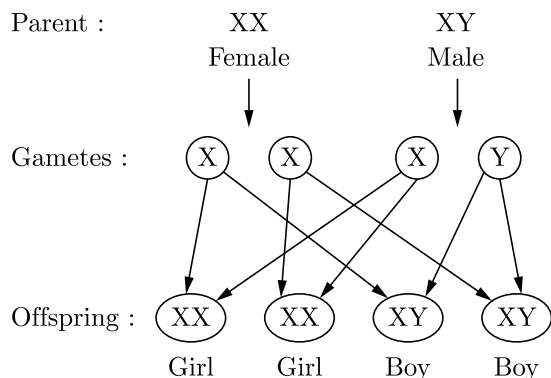 Parent : XX XY
Female Male
Gametes : X X X Y
Offspring : XX XX XY XY
Girl Girl Boy Boy